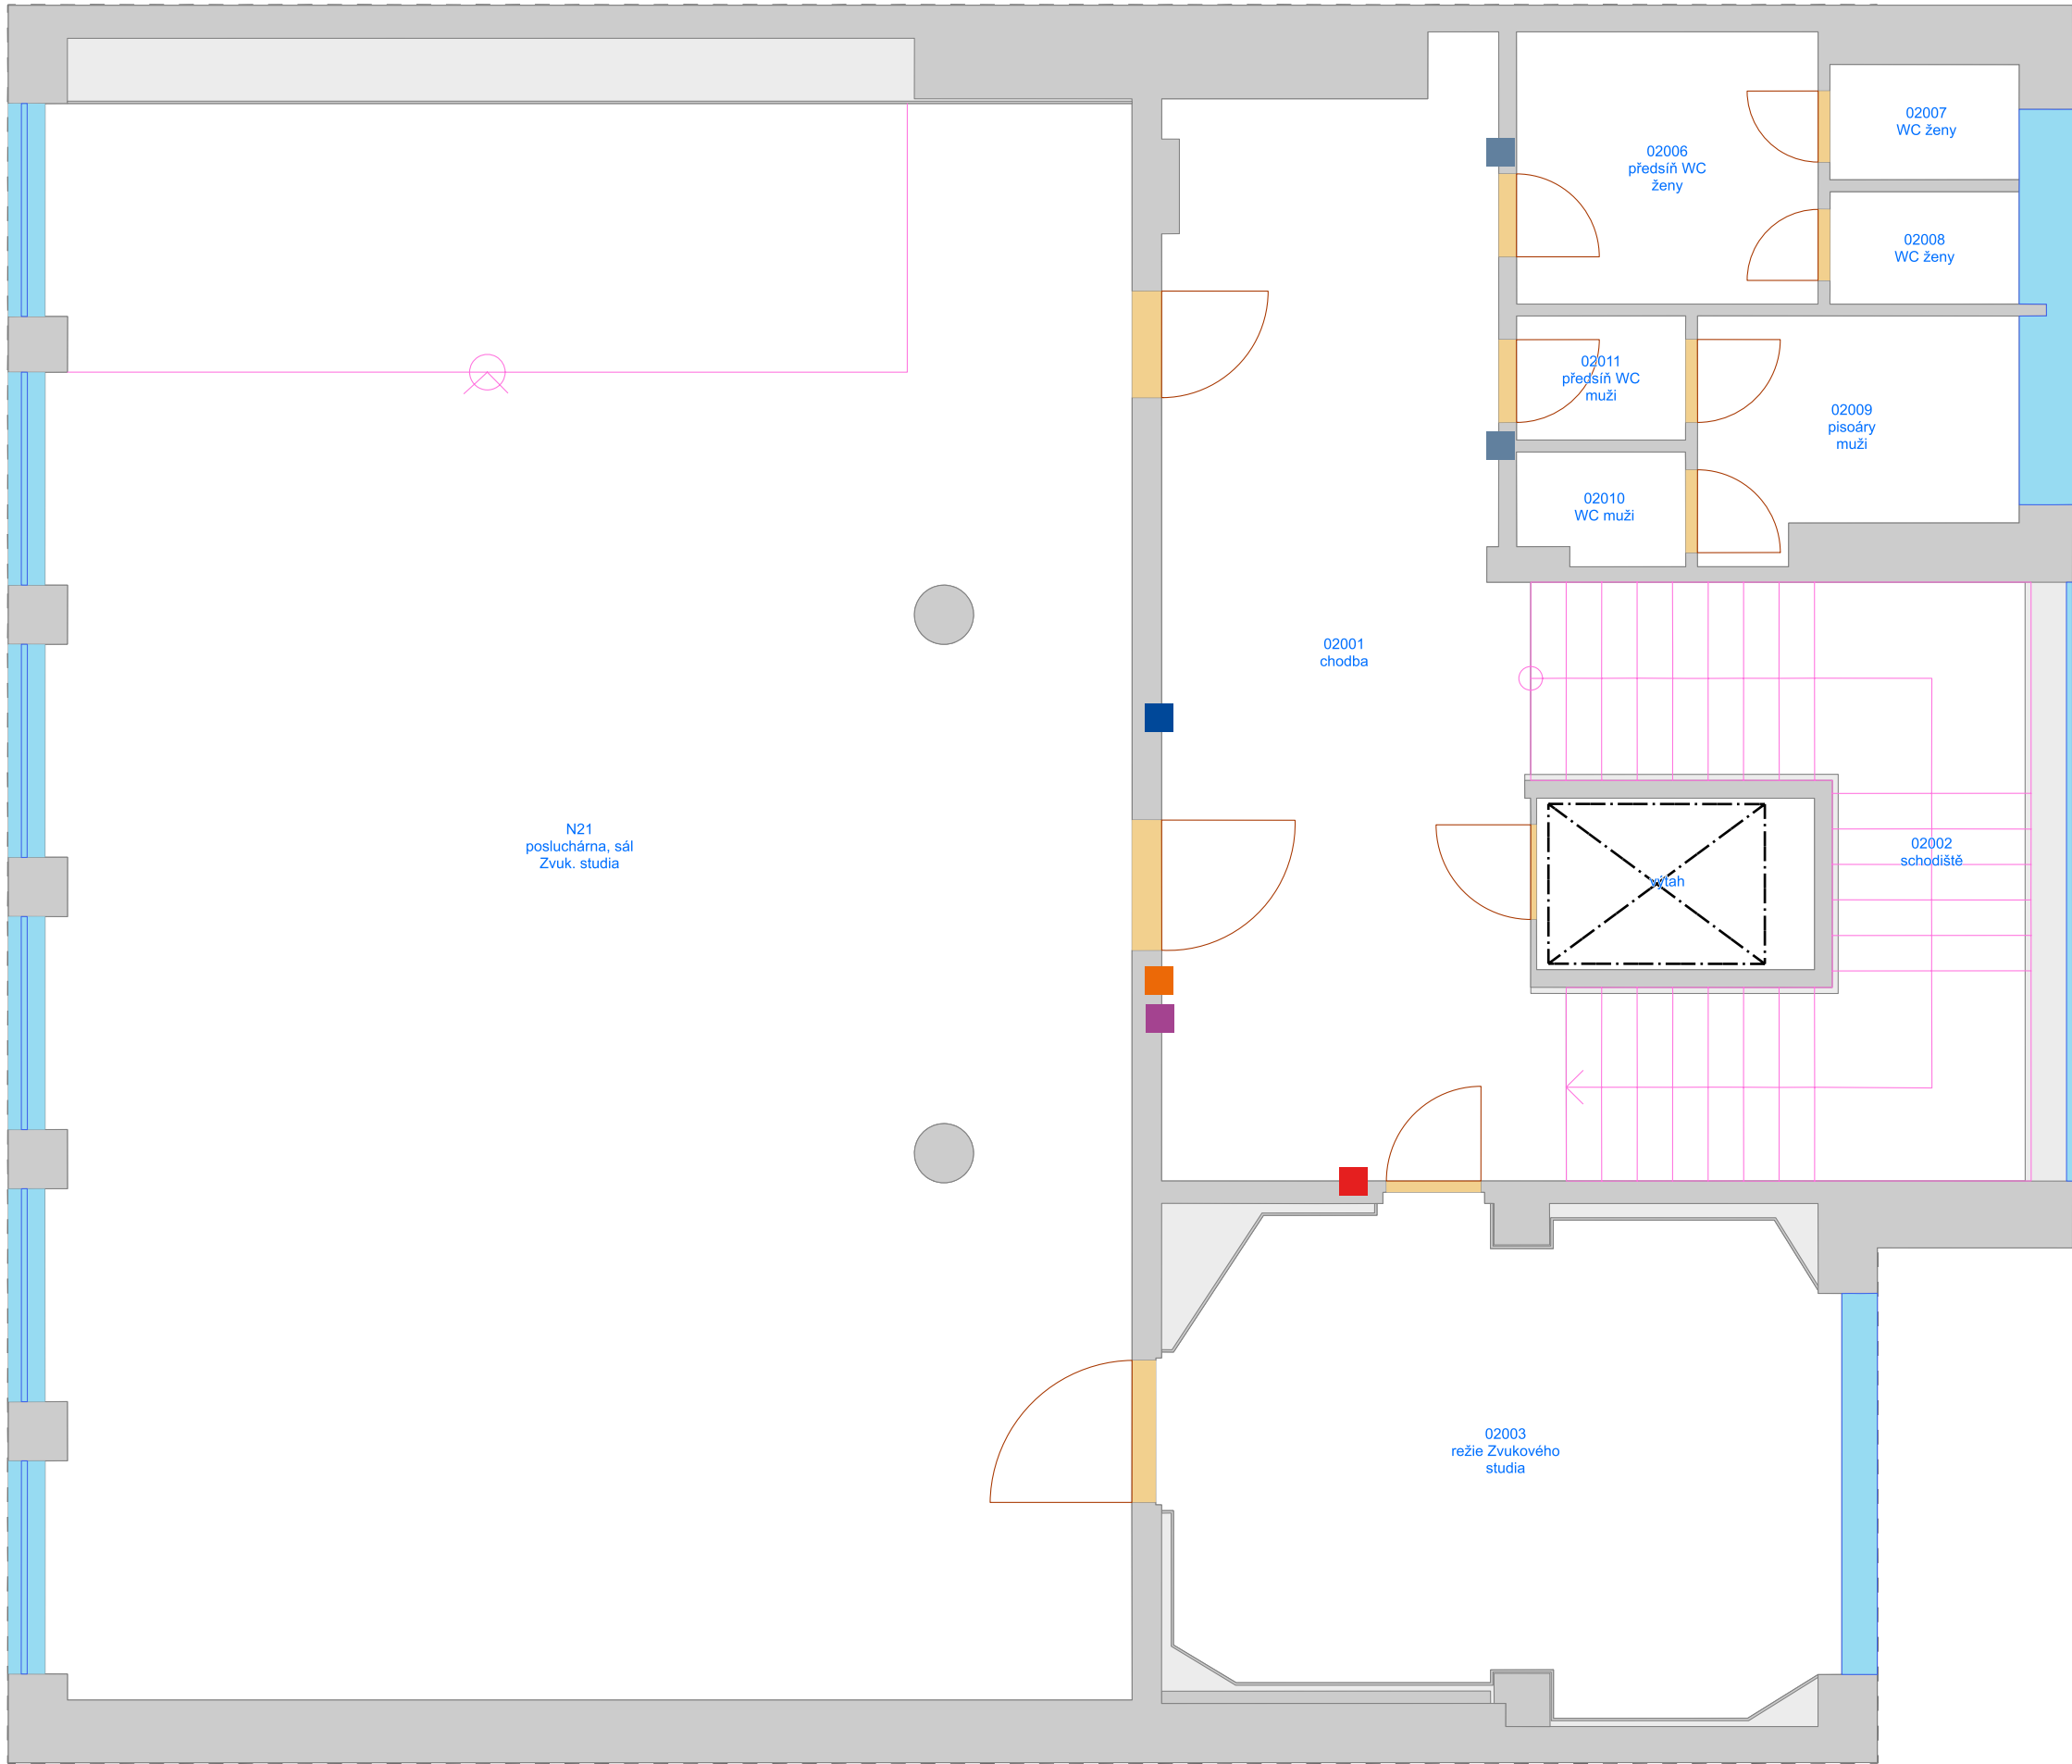 02007
WC ženy
02006
předsíň WC
ženy
02008
WC ženy
02011
předsíň WC
muži
02009
pisoáry
muži
02010
WC muži
02001
chodba
N21
posluchárna, sál
Zvuk. studia
02002
schodiště
výtah
02003
režie Zvukového
studia